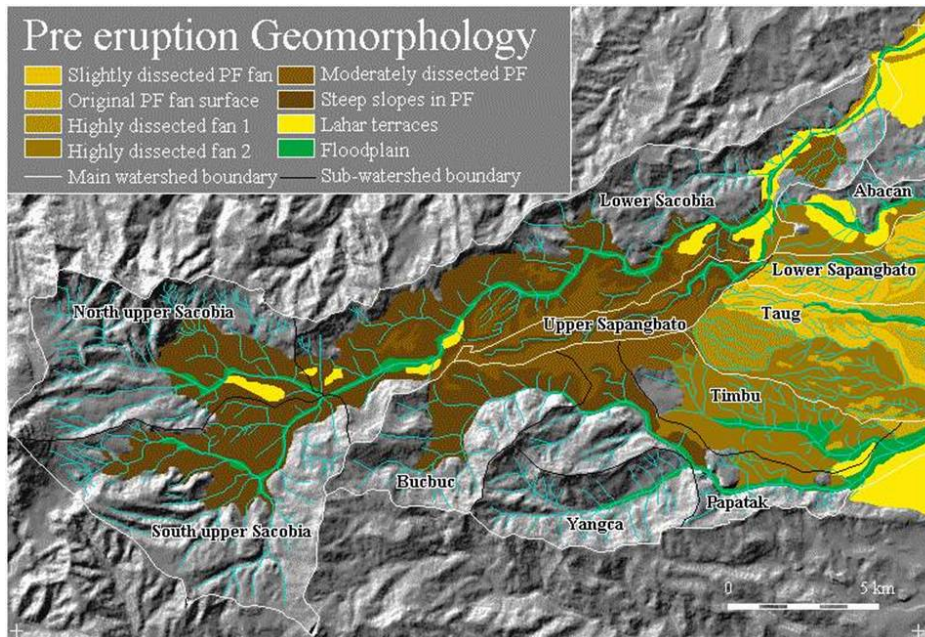 Pre eruption Geomorphology
Slightly dissected PF fan
Moderately dissected PF
Original PF fan surface
Steep slopes in PF
Highly dissected fan 1
Lahar terraces
Highly dissected fan 2
Floodplain
Main watershed boundary
Sub-watershed boundary
Abacan
Lower Sacobia
Lower Sapangbato
North upper Sacobia
Taug
Upper Sapangbato
Timbu
Bucbuc
Papatak
Yangca
South upper Sacobia
0 5 km